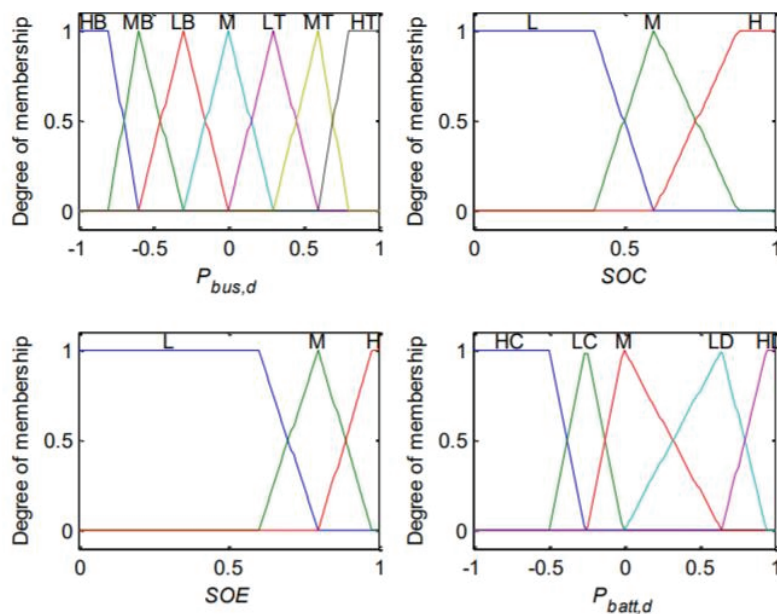 HB MB LB M LT MT HT
1
0.5
0
Degree of membership
-1 -0.5 0 0.5 1
P_bus,d
L M H
1
0.5
0
Degree of membership
0 0.5 1
SOC
L M H
1
0.5
0
Degree of membership
0 0.5 1
SOE
HC LC M LD HD
1
0.5
0
Degree of membership
-1 -0.5 0 0.5 1
P_batt,d